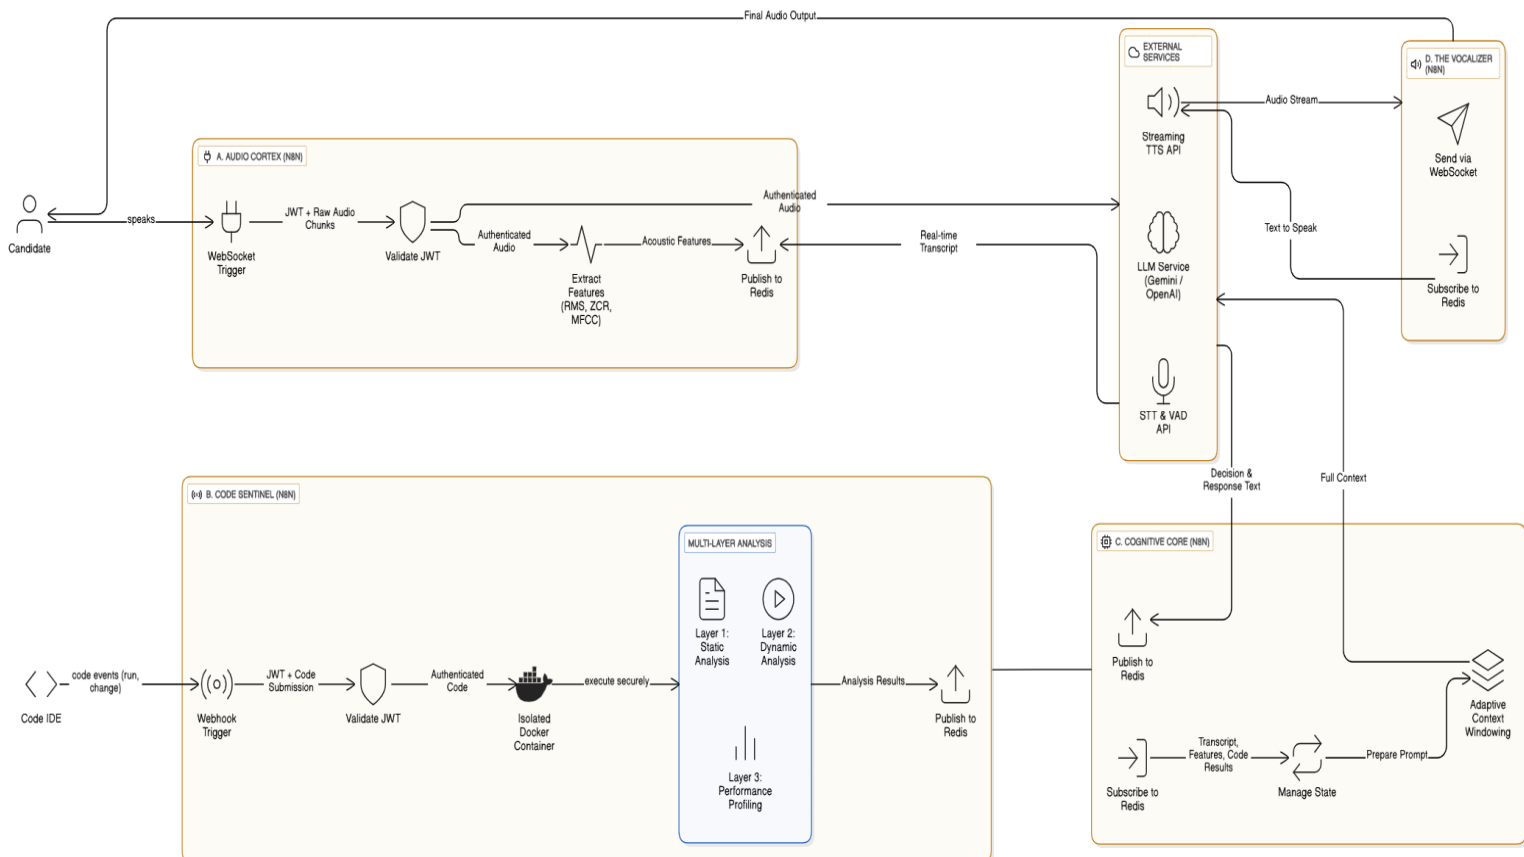 Final Audio Output
EXTERNAL
SERVICES
D. THE VOCALIZER
(N8N)
Audio Stream
Streaming
TTS API
Send via
WebSocket
A. AUDIO CORTEX (N8N)
Authenticated
Audio
speaks
JWT + Raw Audio
Chunks
Candidate
WebSocket
Trigger
Validate JWT
Authenticated
Audio
Acoustic Features
Real-time
Transcript
Text to Speak
Extract
Features
(RMS, ZCR,
MFCC)
Publish to
Redis
LLM Service
(Gemini /
OpenAI)
Subscribe to
Redis
STT & VAD
API
Decision &
Response Text
Full Context
B. CODE SENTINEL (N8N)
MULTI-LAYER ANALYSIS
C. COGNITIVE CORE (N8N)
Layer 1:
Static
Analysis
Layer 2:
Dynamic
Analysis
code events (run,
change)
JWT + Code
Submission
Authenticated
Code
execute securely
Analysis Results
Code IDE
Webhook
Trigger
Validate JWT
Isolated
Docker
Container
Publish to
Redis
Publish to
Redis
Adaptive
Context
Windowing
Layer 3:
Performance
Profiling
Transcript,
Features, Code
Results
Prepare Prompt
Subscribe to
Redis
Manage State